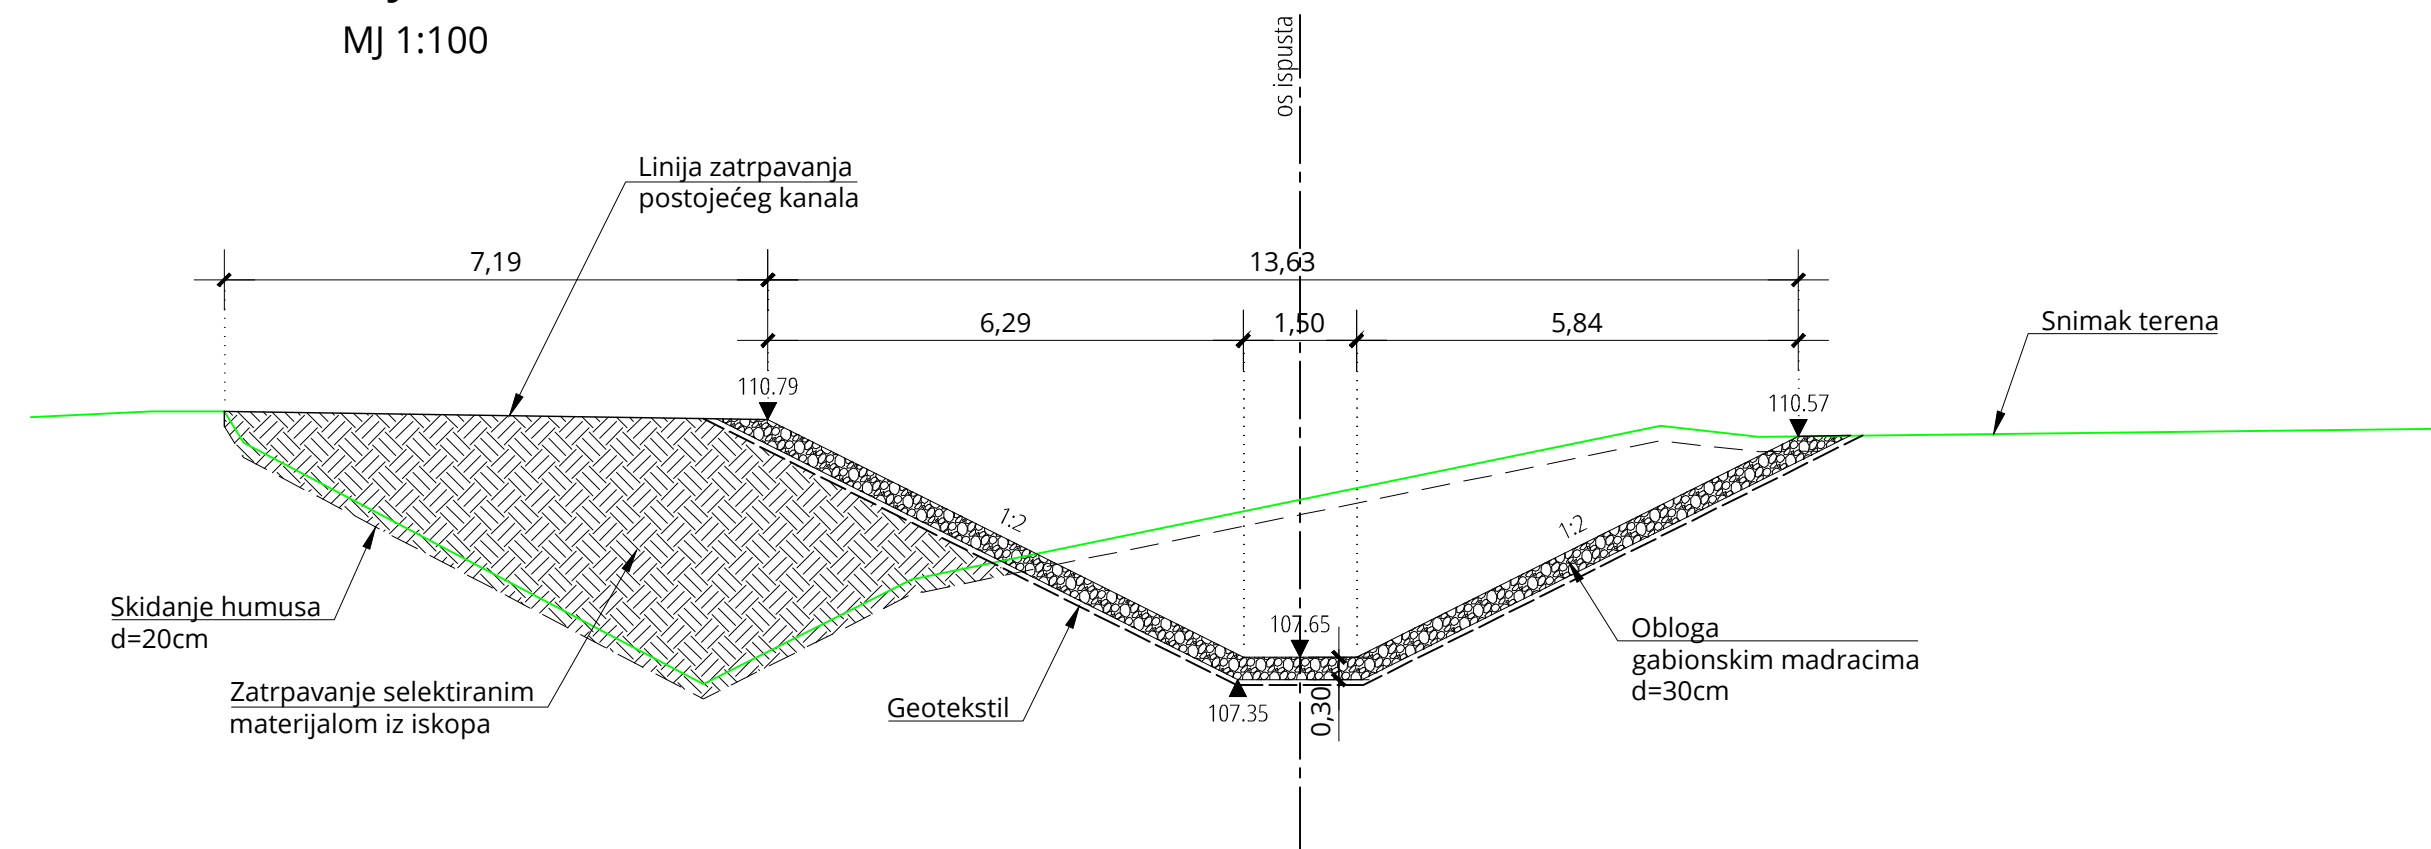 MJ 1:100
os ispusta
Linija zatrpavanja
postojećeg kanala
7,19
13,63
6,29
1,50
5,84
Snimak terena
110.79
110.57
1:2
1:2
Skidanje humusa
d=20cm
107.65
Obloga
gabionskim madracima
d=30cm
Zatrpavanje selektiranim
materijalom iz iskopa
Geotekstil
107.35
0,30